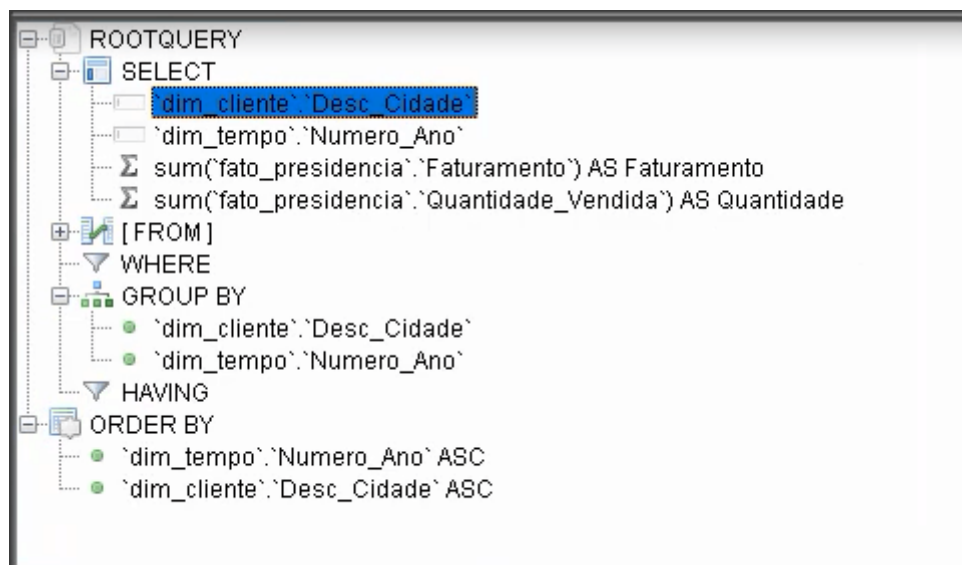 ROOTQUERY
SELECT
`dim_cliente`.`Desc_Cidade`
`dim_tempo`.`Numero_Ano`
Σ sum(`fato_presidencia`.`Faturamento`) AS Faturamento
Σ sum(`fato_presidencia`.`Quantidade_Vendida`) AS Quantidade
[ FROM ]
WHERE
GROUP BY
`dim_cliente`.`Desc_Cidade`
`dim_tempo`.`Numero_Ano`
HAVING
ORDER BY
`dim_tempo`.`Numero_Ano` ASC
`dim_cliente`.`Desc_Cidade` ASC